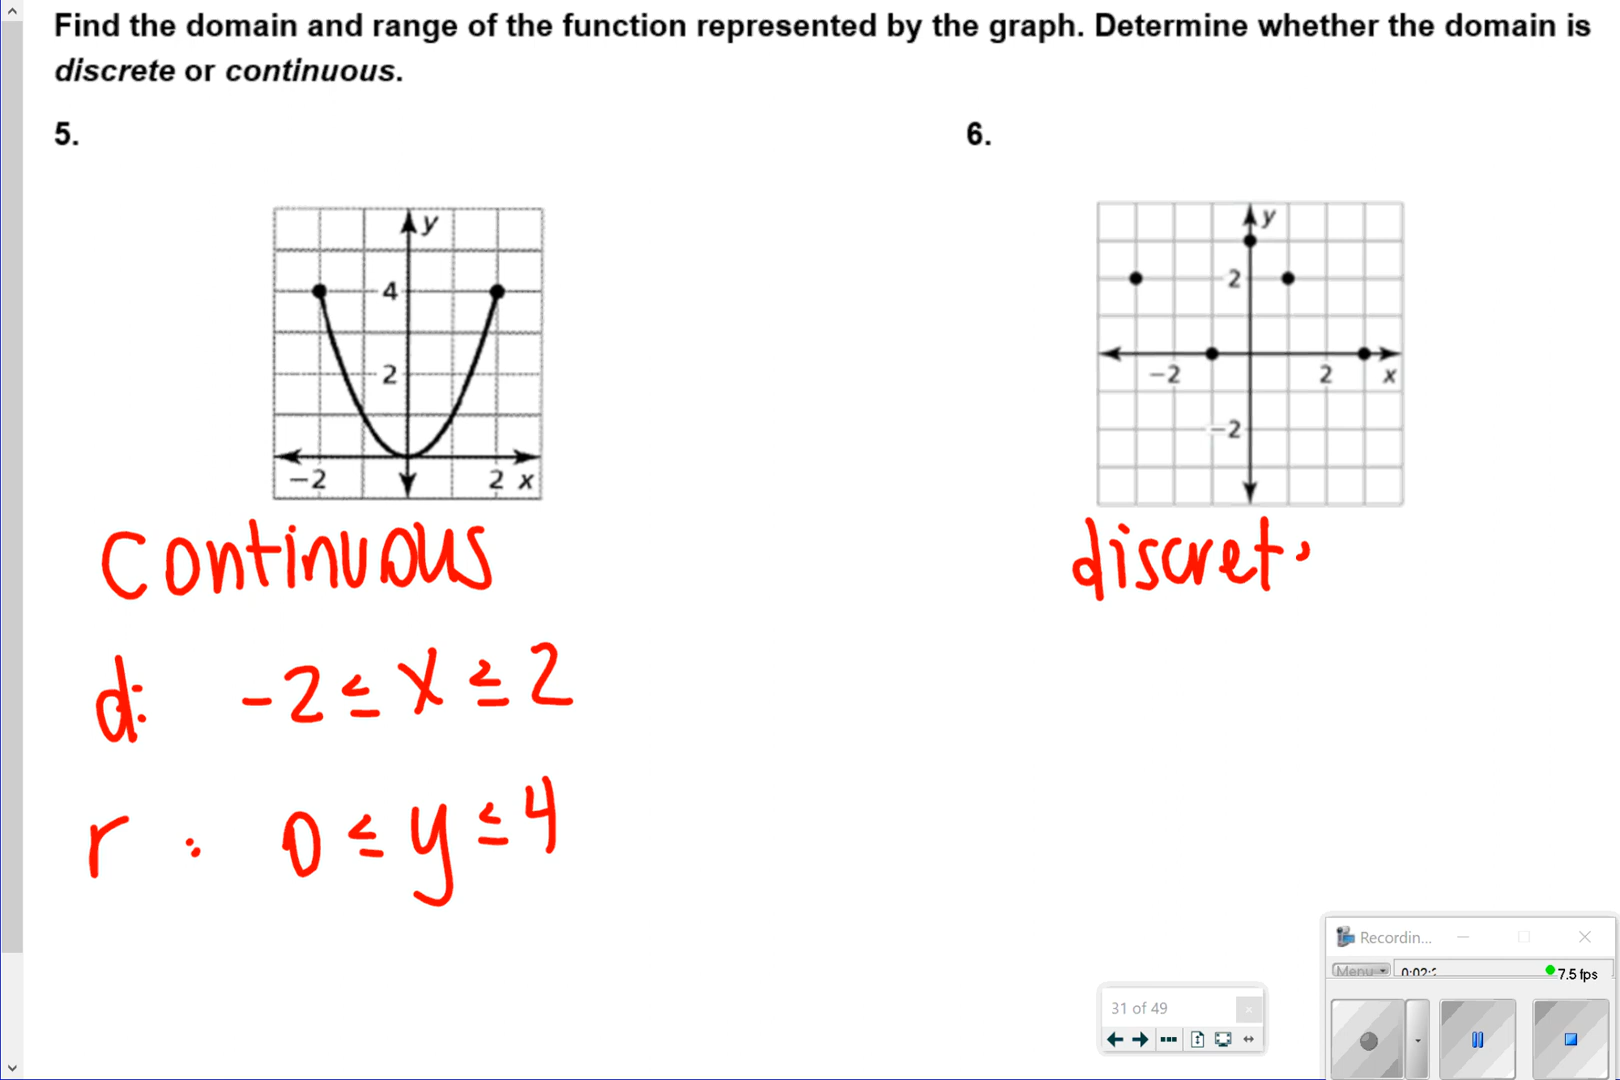 Find the domain and range of the function represented by the graph. Determine whether the domain is
discrete or continuous.
5.
6.
y
4
2
-2
2 x
y
2
-2
2
x
-2
continuous
discret
d: -2 ≤ x ≤ 2
r : 0 ≤ y ≤ 4
Recordin...
Menu
7.5 fps
31 of 49